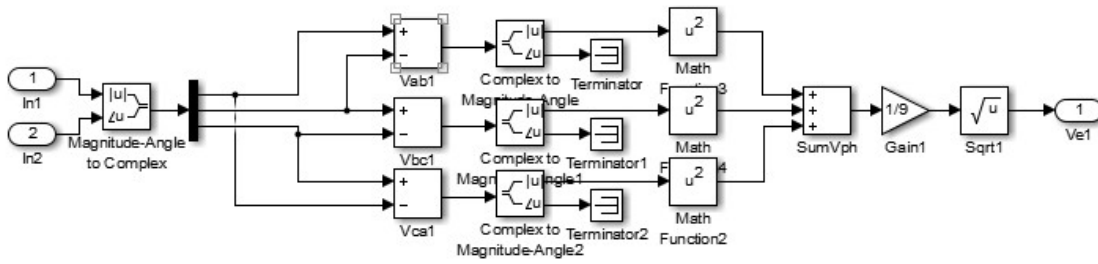 1
In1
2
In2
|u|
∠u
Magnitude-Angle
to Complex
+
−
Vab1
+
−
Vbc1
+
−
Vca1
|u|
∠u
Complex to
Magnitude-Angle
Terminator
|u|
∠u
Complex to
Magnitude-Angle1
Terminator1
|u|
∠u
Complex to
Magnitude-Angle2
Terminator2
u²
Math
Function3
u²
Math
u²
Math
Function2
+
+
+
SumVph
1/9
Gain1
√u
Sqrt1
1
Ve1